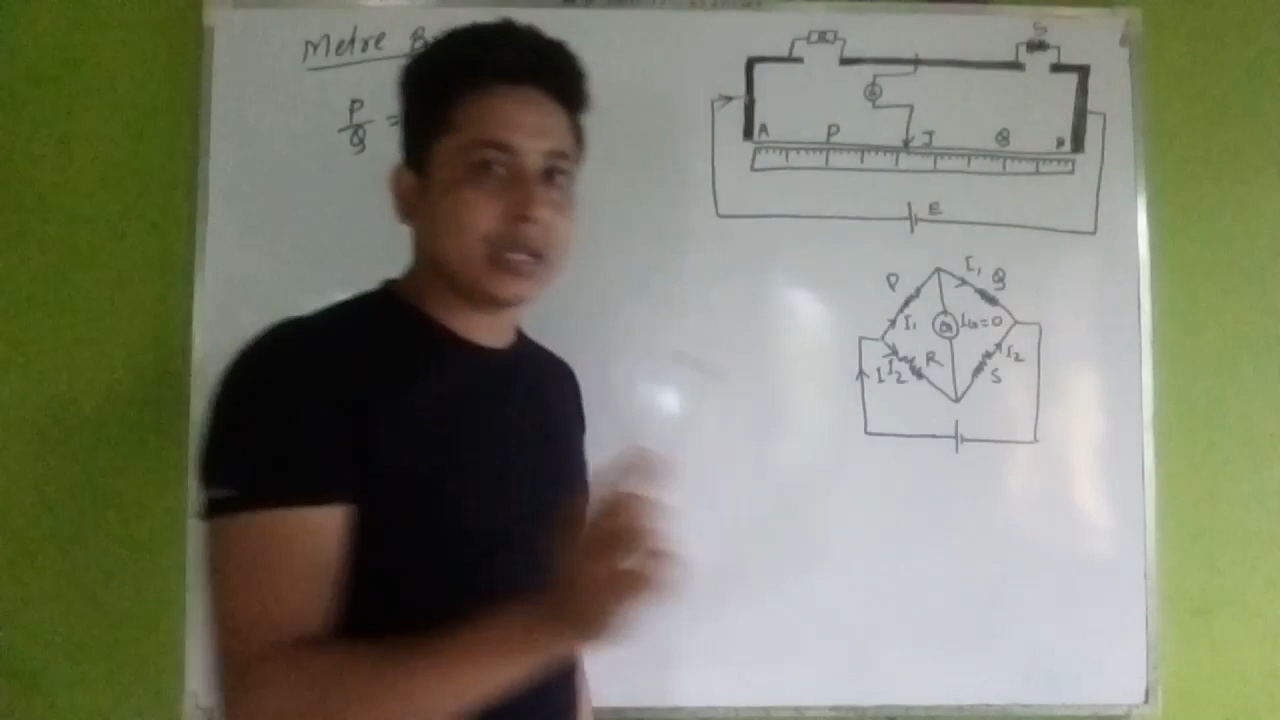 Metre B
P/Q =
R
S
G
A P J Q B
E
P I₁ Q
I₁ G IG=0
I I₂ R S I₂